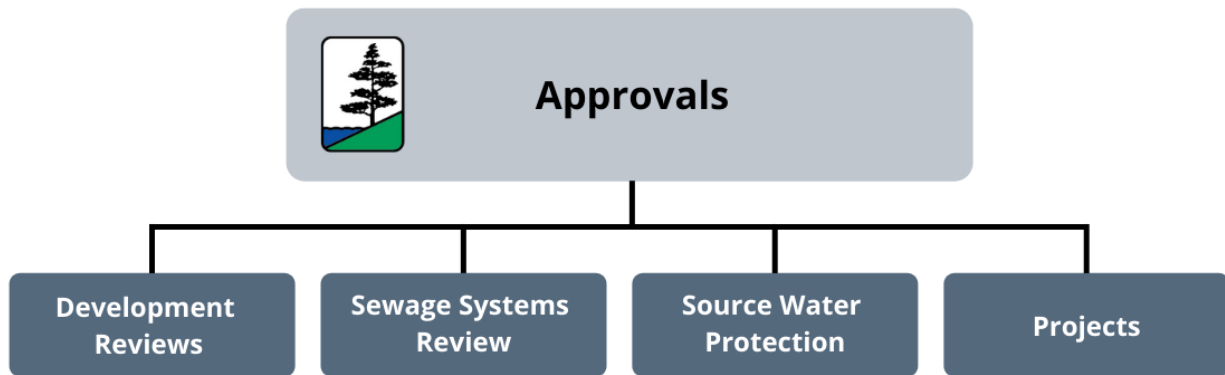 Approvals
Development
Reviews
Sewage Systems
Review
Source Water
Protection
Projects